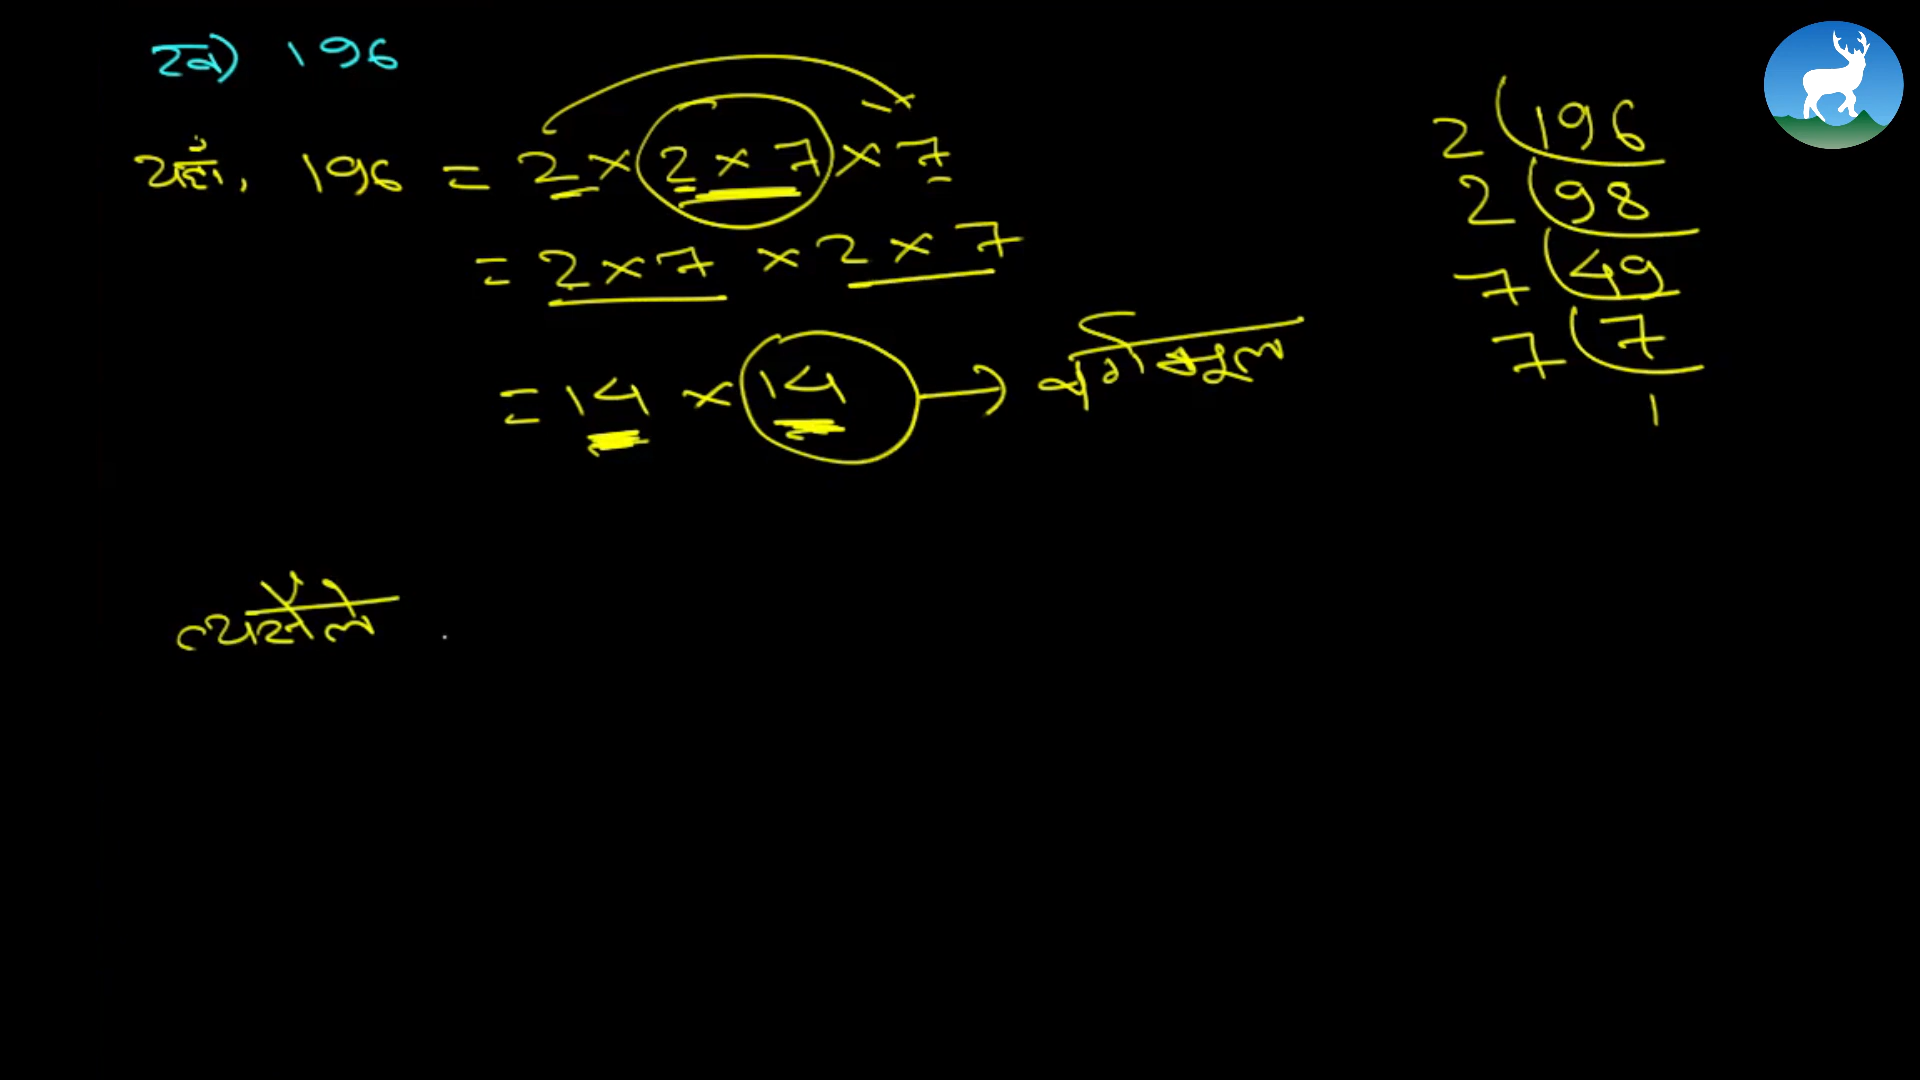 ख) 196
यहाँ, 196 = 2 × 2 × 7 × 7
= 2 × 7 × 2 × 7
= 14 × 14 → वर्गमूल
त्यसैले
2 196
2 98
7 49
7 7
1